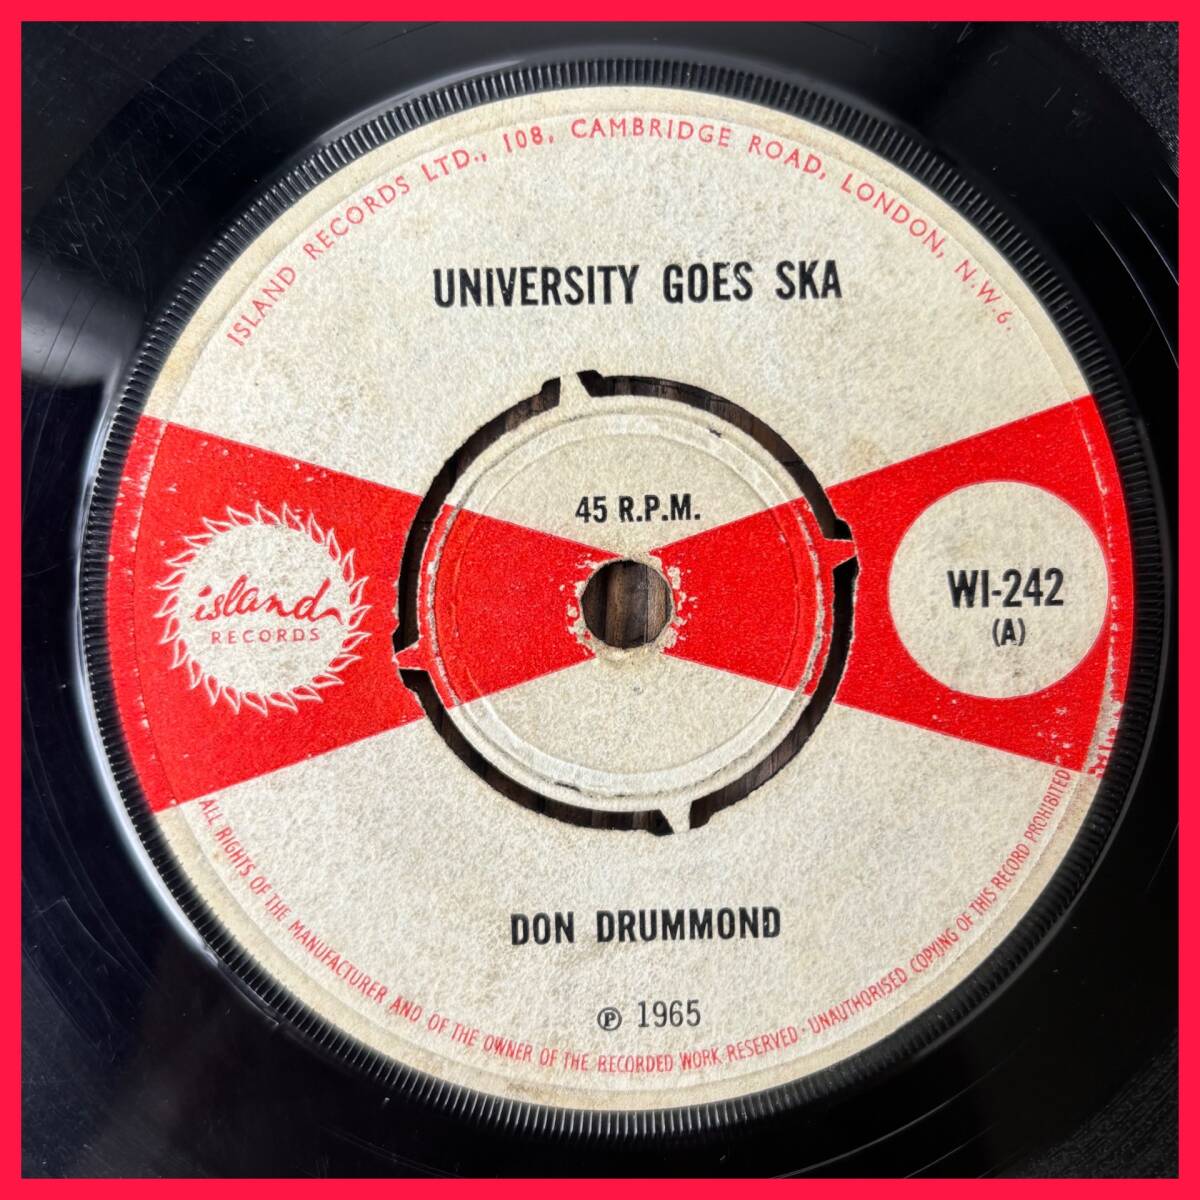 ISLAND RECORDS LTD., 108, CAMBRIDGE ROAD, LONDON, N.W.6.
UNIVERSITY GOES SKA
45 R.P.M.
island
RECORDS
WI-242
(A)
DON DRUMMOND
℗ 1965
ALL RIGHTS OF THE MANUFACTURER AND OF THE OWNER OF THE RECORDED WORK RESERVED · UNAUTHORISED COPYING OF THIS RECORD PROHIBITED